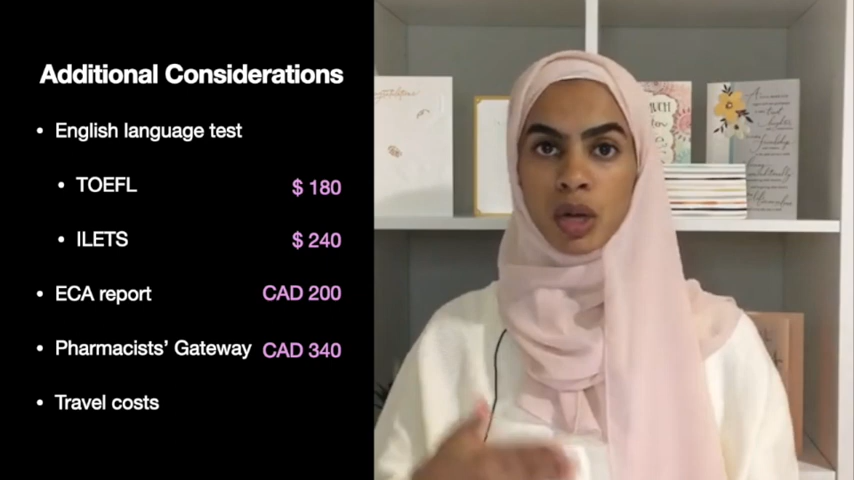 Additional Considerations
• English language test
• TOEFL $ 180
• ILETS $ 240
• ECA report CAD 200
• Pharmacists' Gateway CAD 340
• Travel costs